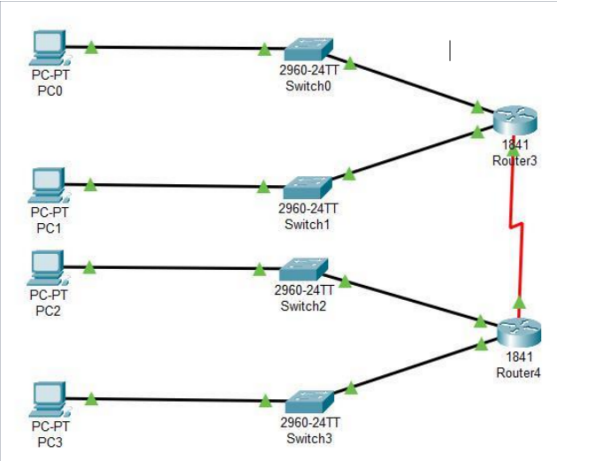 PC-PT
PC0
2960-24TT
Switch0
1841
Router3
PC-PT
PC1
2960-24TT
Switch1
PC-PT
PC2
2960-24TT
Switch2
1841
Router4
PC-PT
PC3
2960-24TT
Switch3